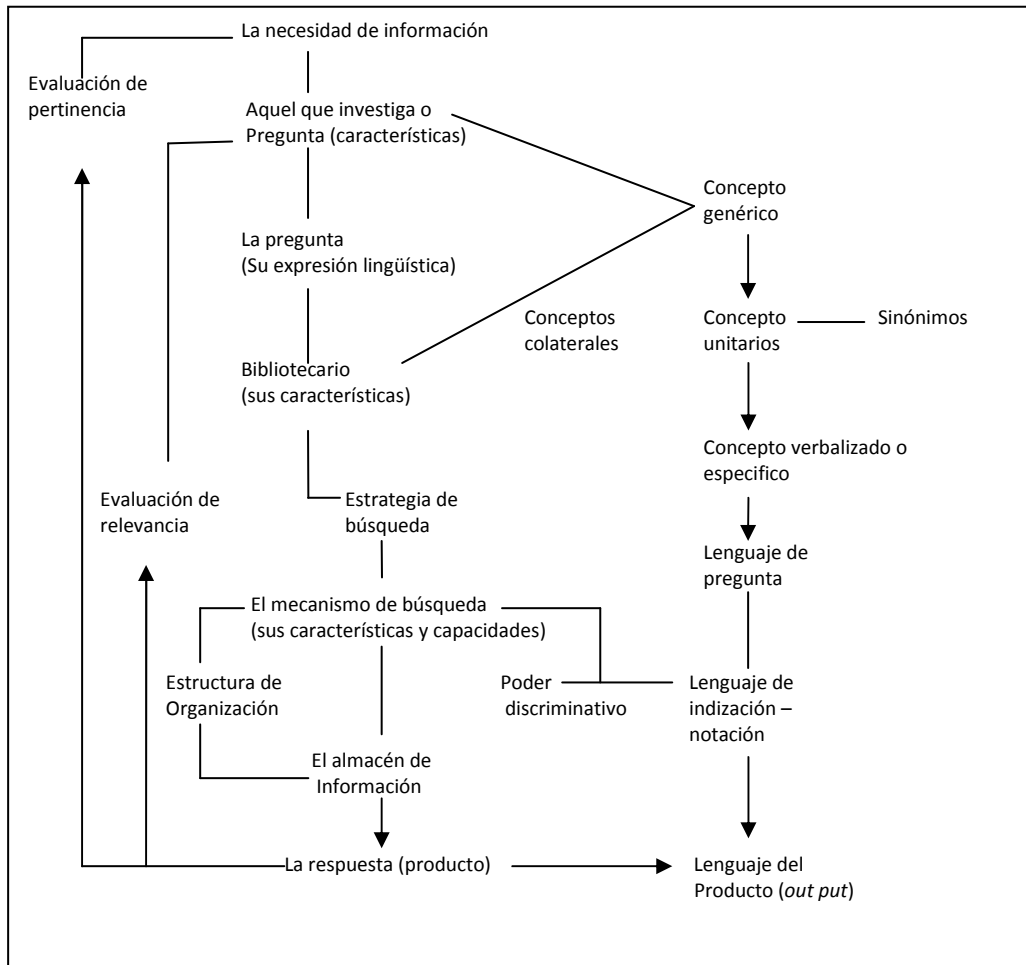 La necesidad de información
Evaluación de
pertinencia
Aquel que investiga o
Pregunta (características)
Concepto
genérico
La pregunta
(Su expresión lingüística)
Conceptos
colaterales
Concepto
unitarios
Sinónimos
Bibliotecario
(sus características)
Concepto verbalizado o
especifico
Evaluación de
relevancia
Estrategia de
búsqueda
Lenguaje de
pregunta
El mecanismo de búsqueda
(sus características y capacidades)
Estructura de
Organización
Poder
discriminativo
Lenguaje de
indización –
notación
El almacén de
Información
La respuesta (producto)
Lenguaje del
Producto (out put)